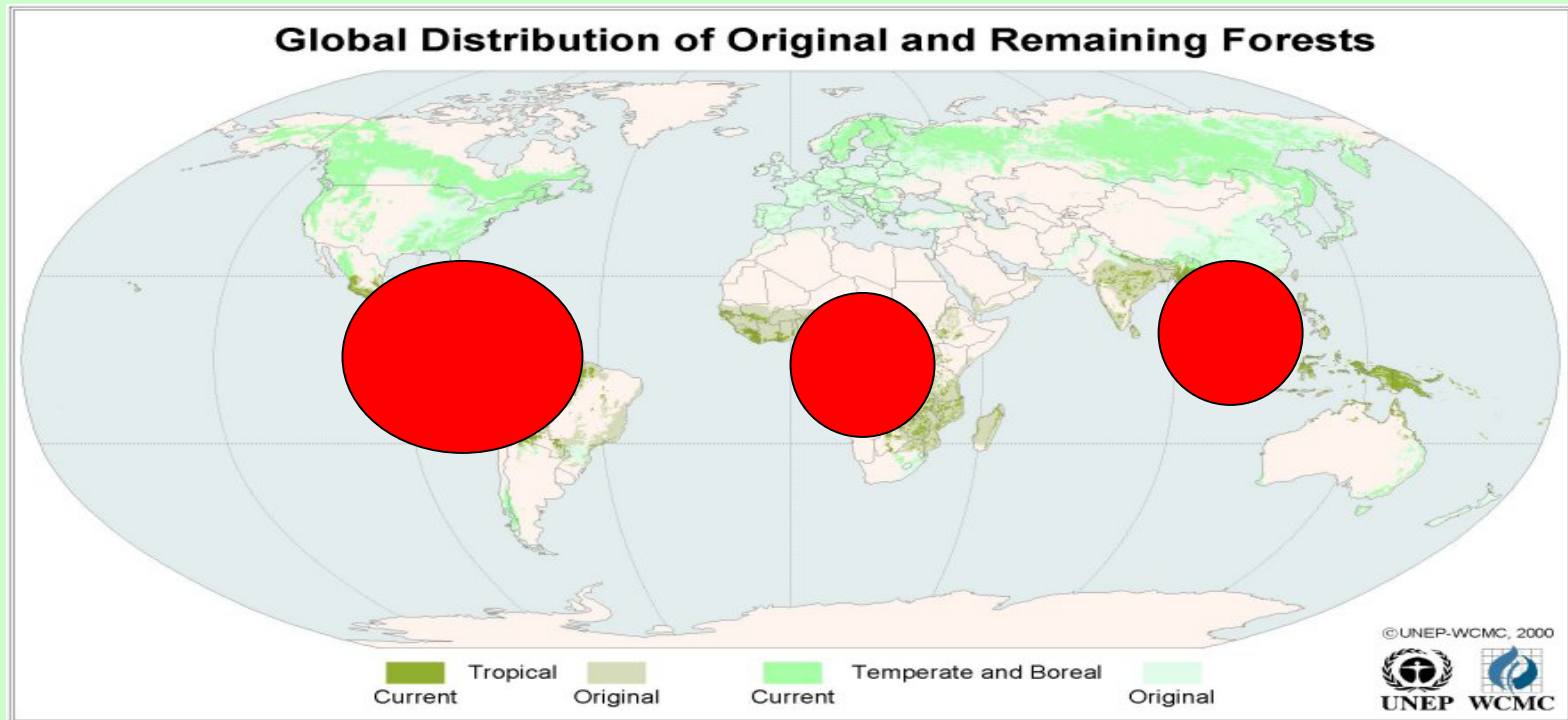 Global Distribution of Original and Remaining Forests
©UNEP-WCMC, 2000
Tropical
Temperate and Boreal
Current
Original
Current
Original
UNEP WCMC